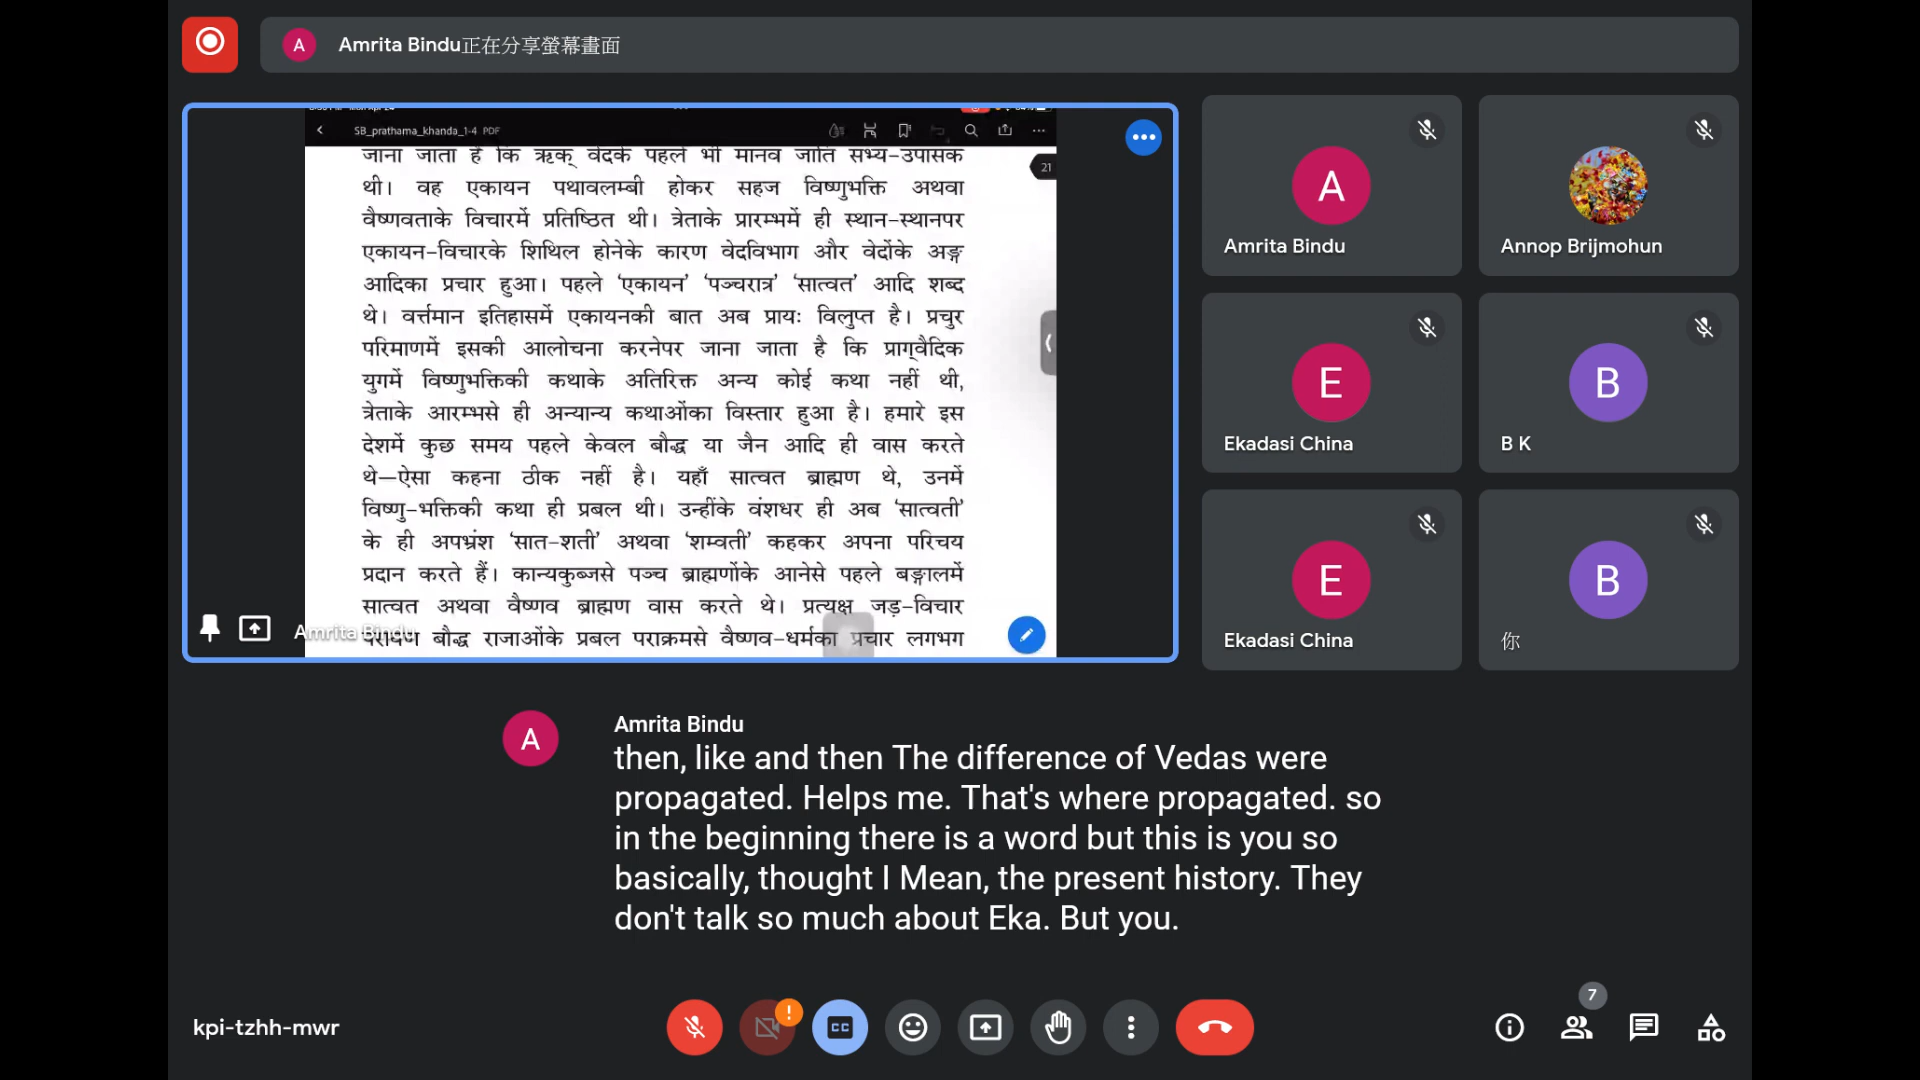 Amrita Bindu正在分享螢幕畫面
SB_prathama_khanda_1-4 PDF
21
जाना जाता है कि ऋक् वेदके पहले भी मानव जाति सभ्य-उपासक
थी। वह एकायन पथावलम्बी होकर सहज विष्णुभक्ति अथवा
वैष्णवताके विचारमें प्रतिष्ठित थी। त्रेताके प्रारम्भमें ही स्थान-स्थानपर
एकायन-विचारके शिथिल होनेके कारण वेदविभाग और वेदोंके अङ्ग
आदिका प्रचार हुआ। पहले 'एकायन' 'पञ्चरात्र' 'सात्वत' आदि शब्द
थे। वर्त्तमान इतिहासमें एकायनकी बात अब प्रायः विलुप्त है। प्रचुर
परिमाणमें इसकी आलोचना करनेपर जाना जाता है कि प्राग्वैदिक
युगमें विष्णुभक्तिकी कथाके अतिरिक्त अन्य कोई कथा नहीं थी,
त्रेताके आरम्भसे ही अन्यान्य कथाओंका विस्तार हुआ है। हमारे इस
देशमें कुछ समय पहले केवल बौद्ध या जैन आदि ही वास करते
थे—ऐसा कहना ठीक नहीं है। यहाँ सात्वत ब्राह्मण थे, उनमें
विष्णु-भक्तिकी कथा ही प्रबल थी। उन्हींके वंशधर ही अब 'सात्वती'
के ही अपभ्रंश 'सात-शती' अथवा 'शम्वती' कहकर अपना परिचय
प्रदान करते हैं। कान्यकुब्जसे पञ्च ब्राह्मणोंके आनेसे पहले बङ्गालमें
सात्वत अथवा वैष्णव ब्राह्मण वास करते थे। प्रत्यक्ष जड़-विचार
परायण बौद्ध राजाओंके प्रबल पराक्रमसे वैष्णव-धर्मका प्रचार लगभग
Amrita Bindu
A
Amrita Bindu
Annop Brijmohun
E
Ekadasi China
B
B K
E
Ekadasi China
B
你
A
Amrita Bindu
then, like and then The difference of Vedas were
propagated. Helps me. That's where propagated. so
in the beginning there is a word but this is you so
basically, thought I Mean, the present history. They
don't talk so much about Eka. But you.
kpi-tzhh-mwr
CC
7